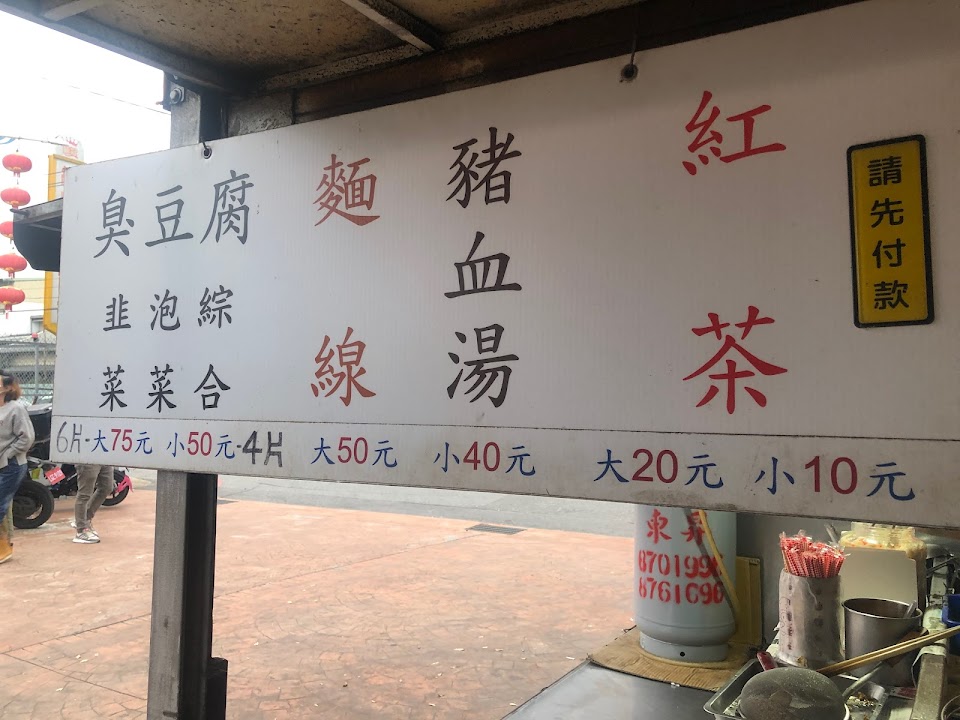 臭豆腐
韭菜
泡菜
綜合
麵線
豬血湯
紅茶
請先付款
6片-大75元 小50元-4片 大50元 小40元 大20元 小10元
東昇
8761690